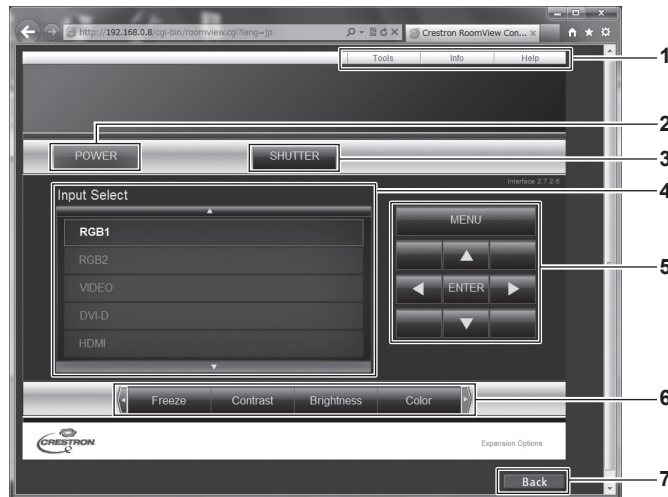 http://192.168.0.8/cgi-bin/roomview.cgi?lang=jp
Crestron RoomView Con... ×
Tools Info Help
1
2
POWER
SHUTTER
3
Interface 2.7.2.6
4
Input Select
RGB1
RGB2
VIDEO
DVI-D
HDMI
MENU
ENTER
5
Freeze Contrast Brightness Color
6
CRESTRON
Expansion Options
Back
7